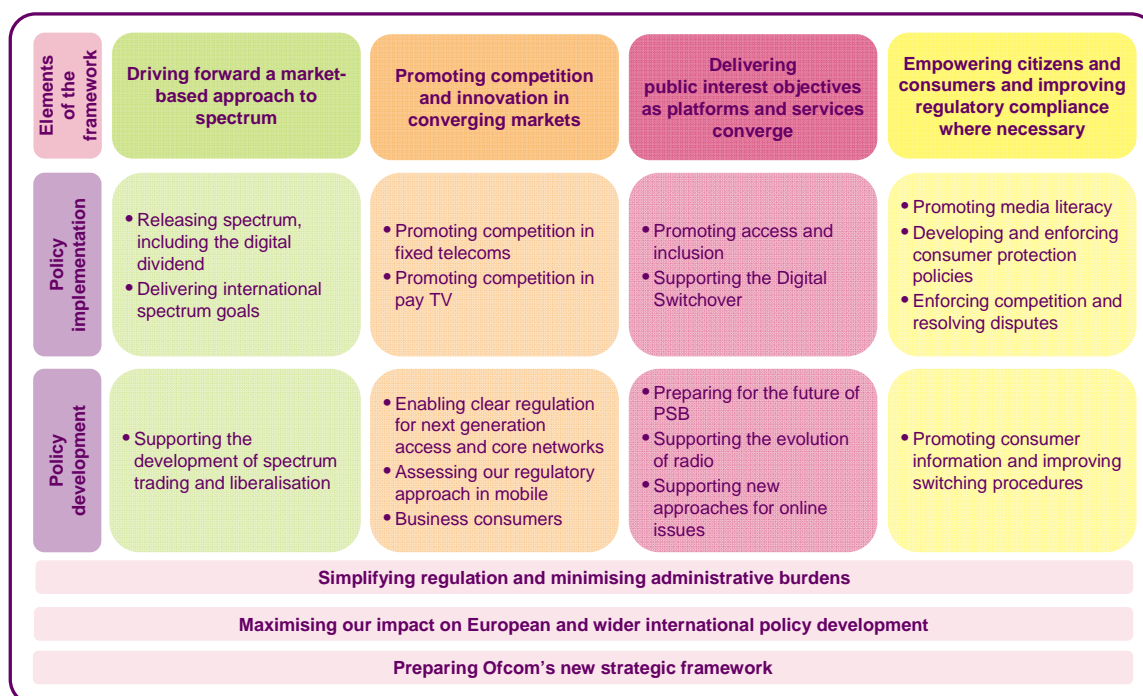 Elements
of the
framework
Driving forward a market-
based approach to
spectrum
Promoting competition
and innovation in
converging markets
Delivering
public interest objectives
as platforms and services
converge
Empowering citizens and
consumers and improving
regulatory compliance
where necessary
Policy
implementation
• Releasing spectrum,
including the digital
dividend
• Delivering international
spectrum goals
• Promoting competition in
fixed telecoms
• Promoting competition in
pay TV
• Promoting access and
inclusion
• Supporting the Digital
Switchover
• Promoting media literacy
• Developing and enforcing
consumer protection
policies
• Enforcing competition and
resolving disputes
Policy
development
• Supporting the
development of spectrum
trading and liberalisation
• Enabling clear regulation
for next generation
access and core networks
• Assessing our regulatory
approach in mobile
• Business consumers
• Preparing for the future of
PSB
• Supporting the evolution
of radio
• Supporting new
approaches for online
issues
• Promoting consumer
information and improving
switching procedures
Simplifying regulation and minimising administrative burdens
Maximising our impact on European and wider international policy development
Preparing Ofcom's new strategic framework